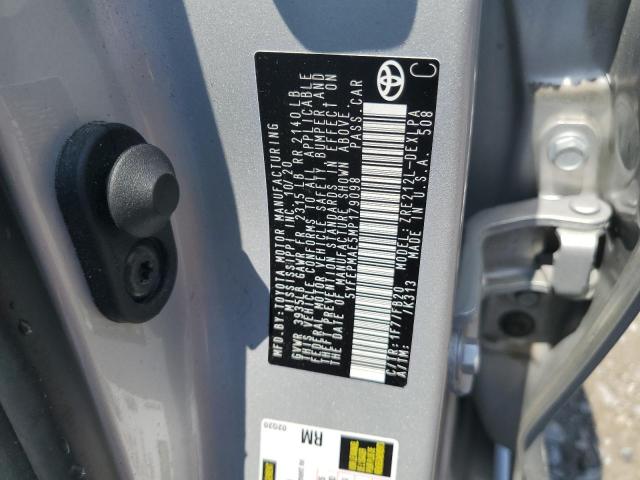 MFD.BY:TOYOTA MOTOR MANUFACTURING
MISSISSIPPI INC. 10/20
GVWR 3935LB GAWR FR 2315 LB RR 2140 LB
THIS VEHICLE CONFORMS TO ALL APPLICABLE
FEDERAL MOTOR VEHICLE SAFETY, BUMPER AND
THEFT PREVENTION STANDARDS IN EFFECT ON
THE DATE OF MANUFACTURE SHOWN ABOVE.
5YFEPMAE5MP179098 PASS.CAR
C/TR:1F7/FB20 MODEL:ZRE212L-DEXLPA
A/TM: /K313 MADE IN U.S.A. 508
C
02G20
RM